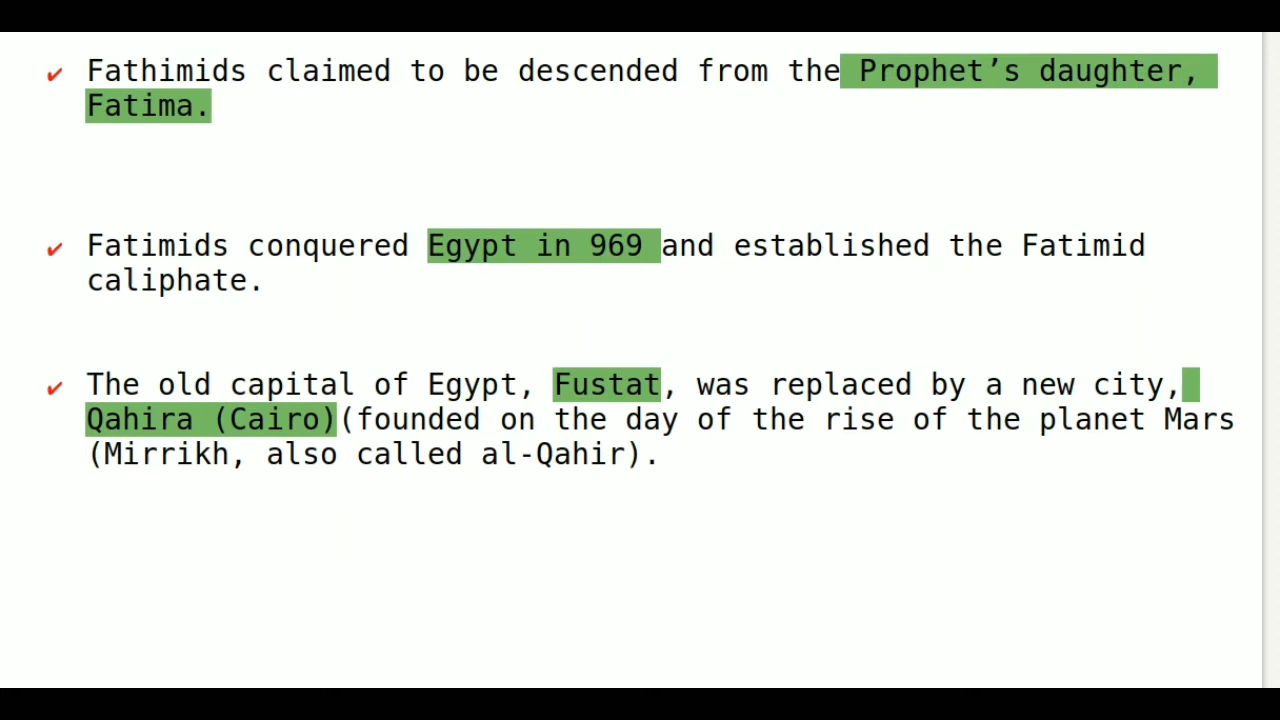 ✔ Fathimids claimed to be descended from the Prophet’s daughter,
Fatima.
✔ Fatimids conquered Egypt in 969 and established the Fatimid
caliphate.
✔ The old capital of Egypt, Fustat, was replaced by a new city,
Qahira (Cairo)(founded on the day of the rise of the planet Mars
(Mirrikh, also called al-Qahir).